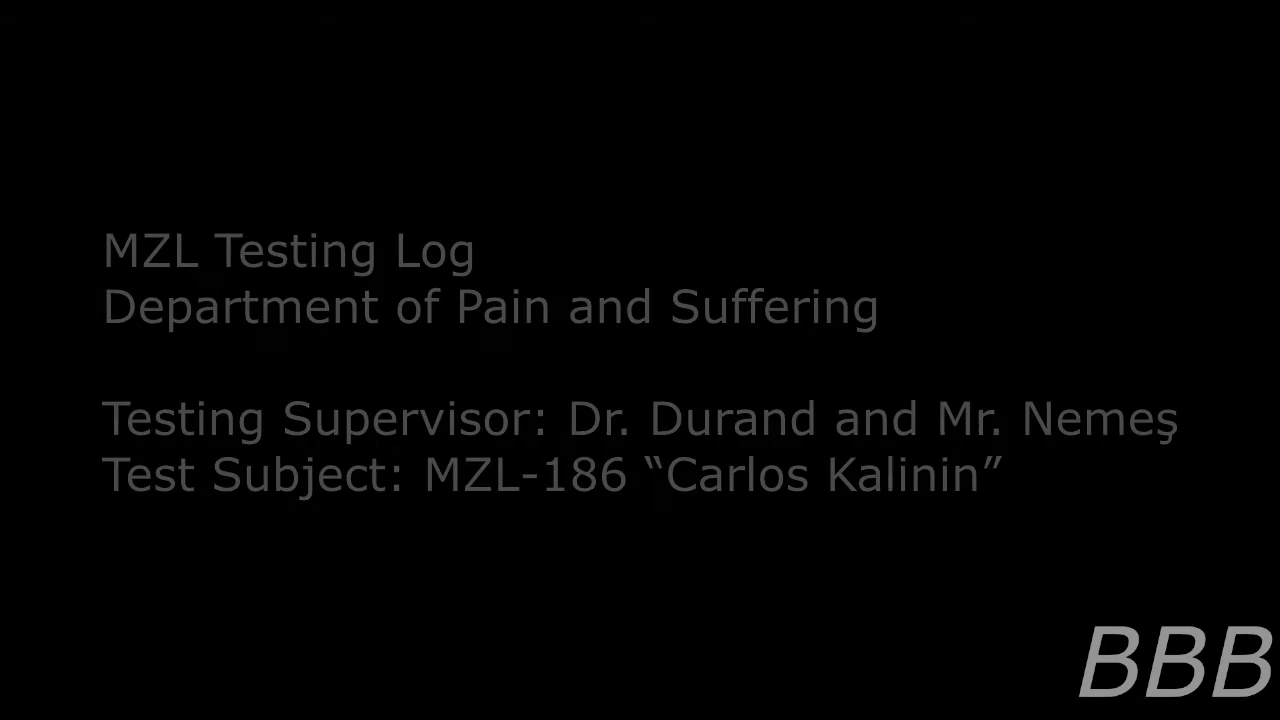 MZL Testing Log
Department of Pain and Suffering
Testing Supervisor: Dr. Durand and Mr. Nemeş
Test Subject: MZL-186 “Carlos Kalinin”
BBB